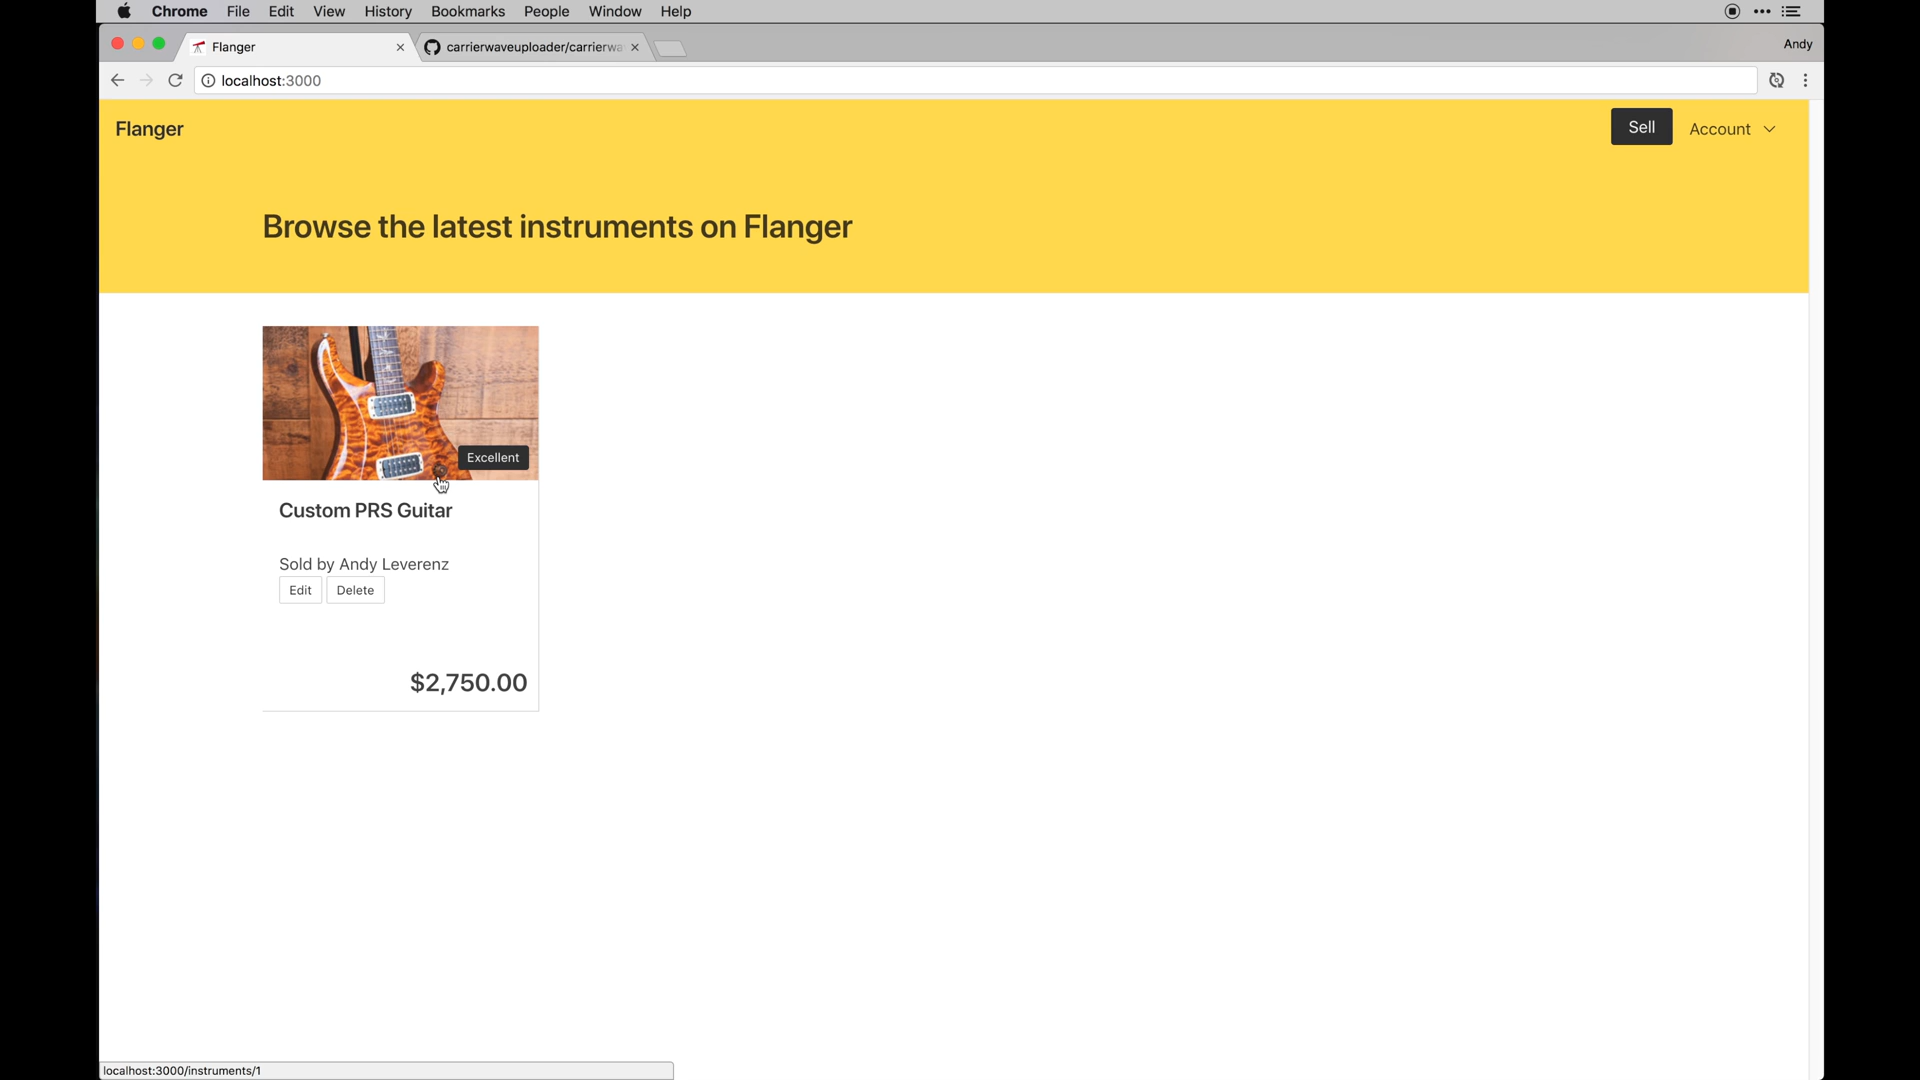 Chrome File Edit View History Bookmarks People Window Help
Flanger
carrierwaveuploader/carrierwa
Andy
localhost:3000
Flanger
Sell
Account
Browse the latest instruments on Flanger
Excellent
Custom PRS Guitar
Sold by Andy Leverenz
Edit
Delete
$2,750.00
localhost:3000/instruments/1